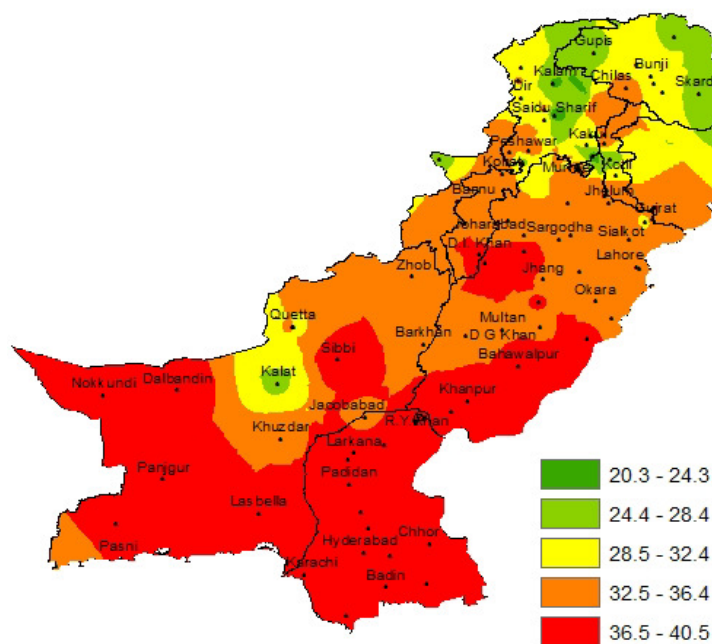 Gupis
Bunji
Kalam
Chilas
Skard
Dir
Saidu Sharif
Kakul
Peshawar
Kohat
Murree
Kotli
Bannu
Jhelum
Gujrat
Joharabad
Sargodha
Sialkot
D.I. Khan
Lahore
Zhob
Jhang
Okara
Quetta
Multan
Barkhan
D G Khan
Sibbi
Bahawalpur
Kalat
Nokkundi
Dalbandin
Khanpur
Jacobabad
R.Y.Khan
Khuzdar
Larkana
Padidan
Panjgur
Lasbella
Pasni
Hyderabad
Chhor
Karachi
Badin
20.3 - 24.3
24.4 - 28.4
28.5 - 32.4
32.5 - 36.4
36.5 - 40.5